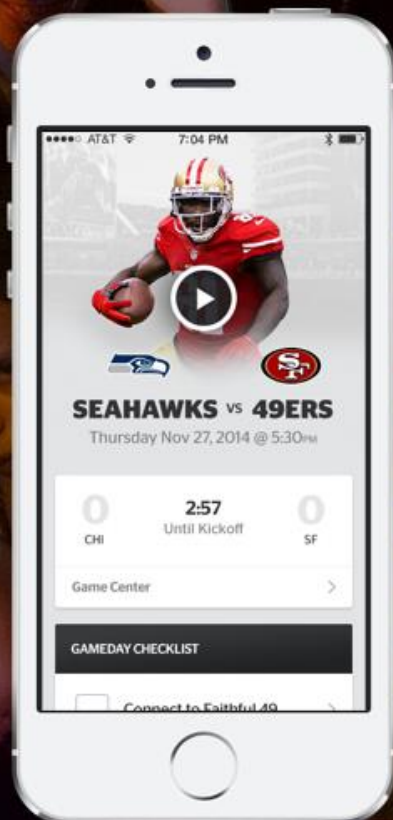 AT&T 7:04 PM
SF
SEAHAWKS VS 49ERS
Thursday Nov 27, 2014 @ 5:30PM
0 2:57 0
Until Kickoff
CHI SF
Game Center
GAMEDAY CHECKLIST
Connect to Faithful 49